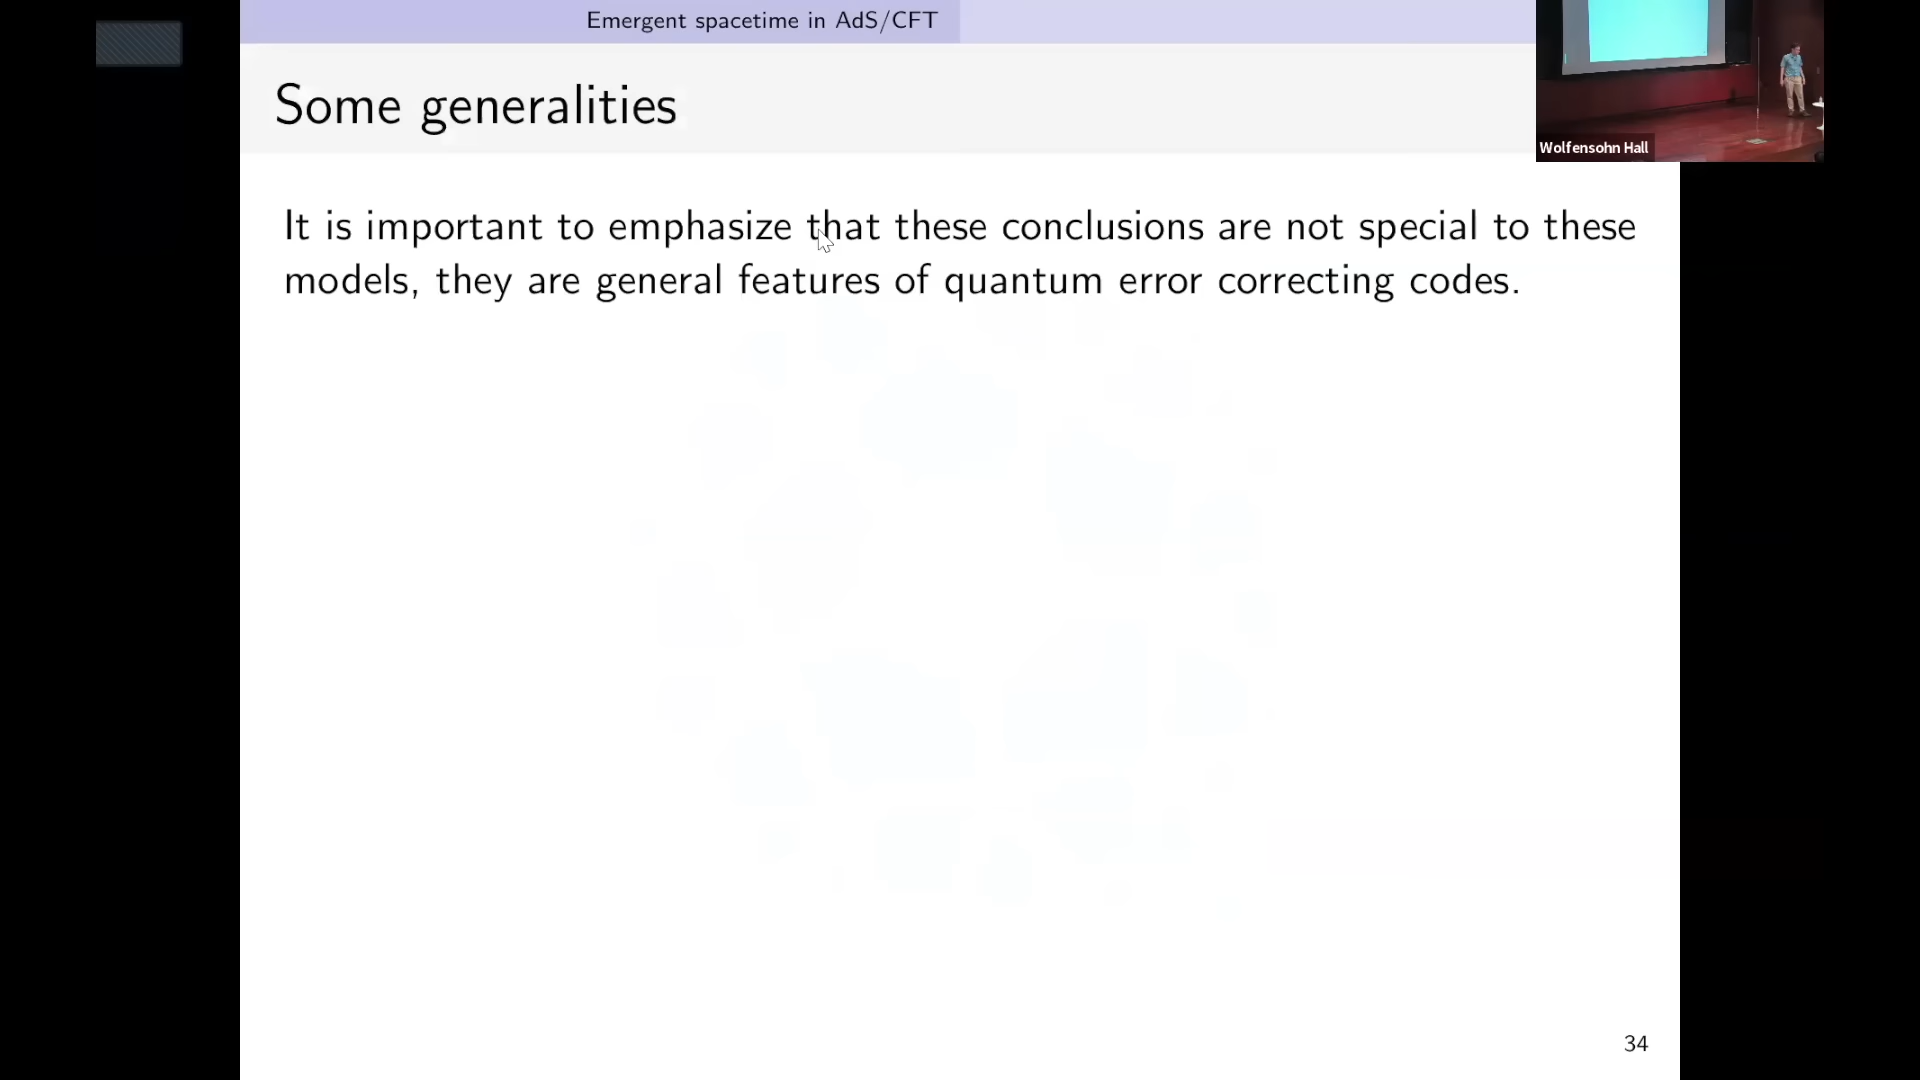 Emergent spacetime in AdS/CFT
Some generalities
Wolfensohn Hall
It is important to emphasize that these conclusions are not special to these
models, they are general features of quantum error correcting codes.
34